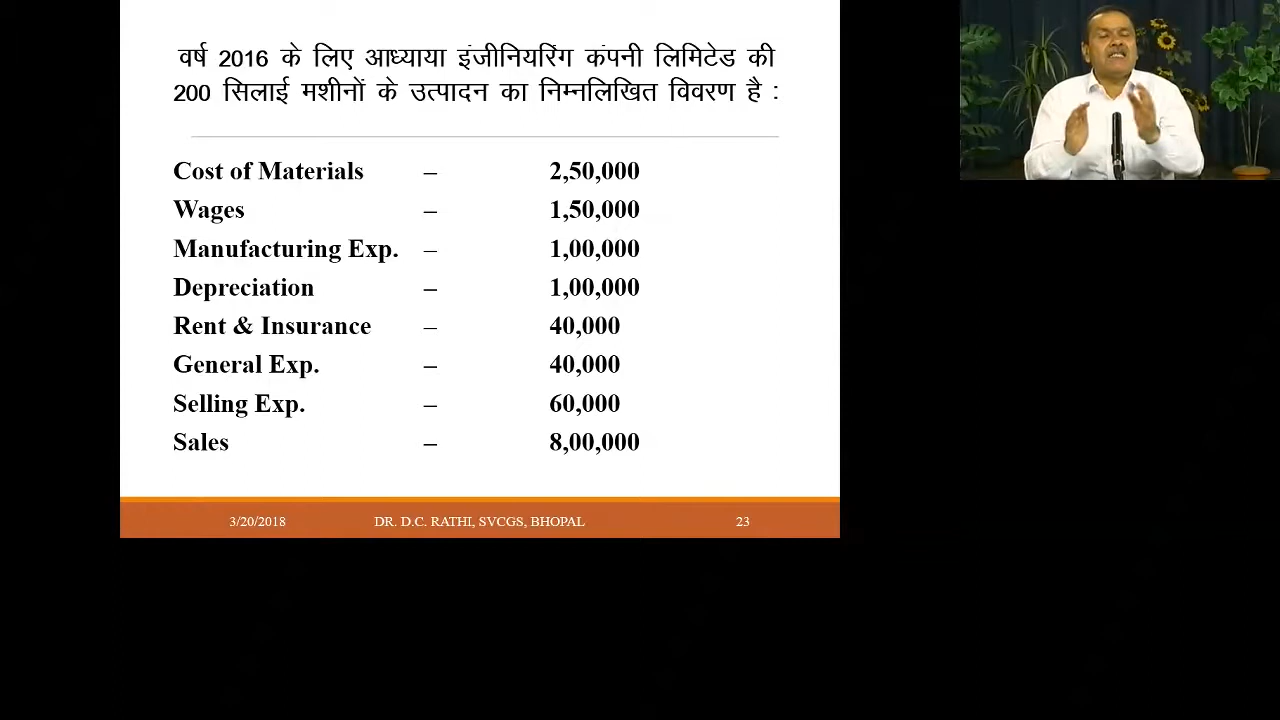 वर्ष 2016 के लिए आध्याया इंजीनियरिंग कंपनी लिमिटेड की
200 सिलाई मशीनों के उत्पादन का निम्नलिखित विवरण है :
Cost of Materials – 2,50,000
Wages – 1,50,000
Manufacturing Exp. – 1,00,000
Depreciation – 1,00,000
Rent & Insurance – 40,000
General Exp. – 40,000
Selling Exp. – 60,000
Sales – 8,00,000
3/20/2018 DR. D.C. RATHI, SVCGS, BHOPAL 23